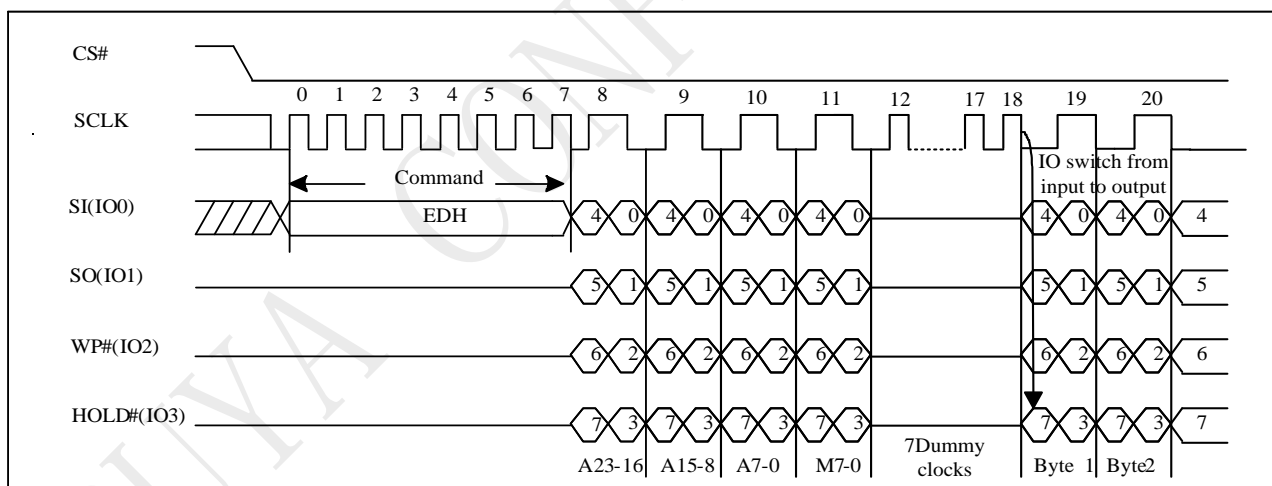 CS#
0 1 2 3 4 5 6 7 8 9 10 11 12 17 18 19 20
SCLK
Command
IO switch from
input to output
SI(IO0)
EDH
4 0 4 0 4 0 4 0 4 0 4 0 4
SO(IO1)
5 1 5 1 5 1 5 1 5 1 5 1 5
WP#(IO2)
6 2 6 2 6 2 6 2 6 2 6 2 6
HOLD#(IO3)
7 3 7 3 7 3 7 3 7 3 7 3 7
A23-16 A15-8 A7-0 M7-0
7Dummy
clocks
Byte 1 Byte2
UYA CONF